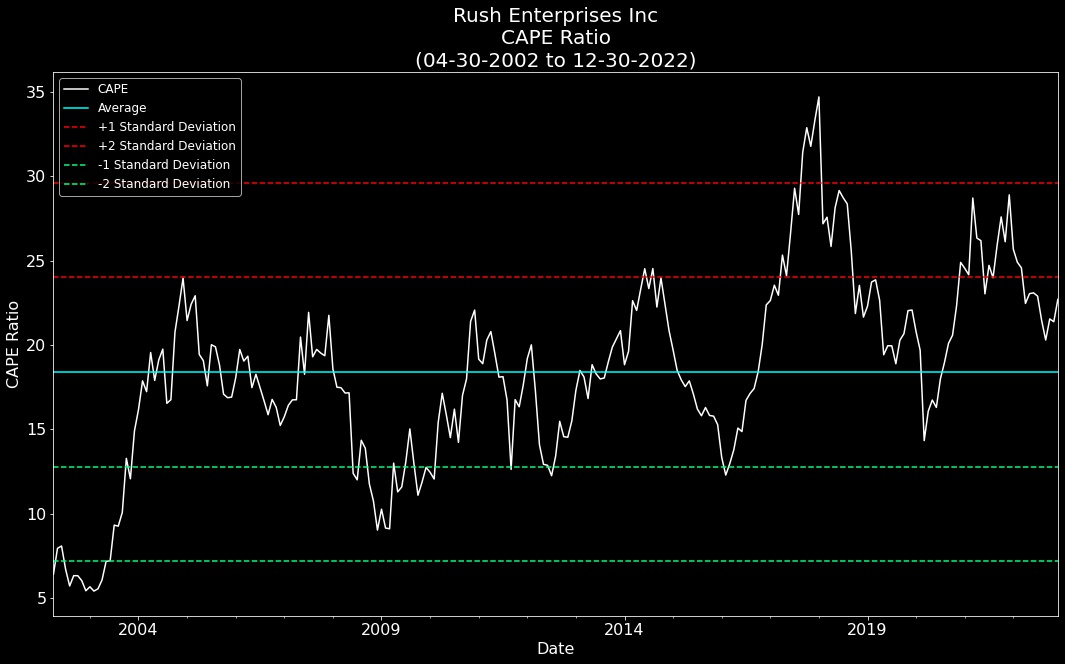 Rush Enterprises Inc
CAPE Ratio
(04-30-2002 to 12-30-2022)
CAPE
Average
+1 Standard Deviation
+2 Standard Deviation
-1 Standard Deviation
-2 Standard Deviation
CAPE Ratio
35
30
25
20
15
10
5
2004
2009
2014
2019
Date